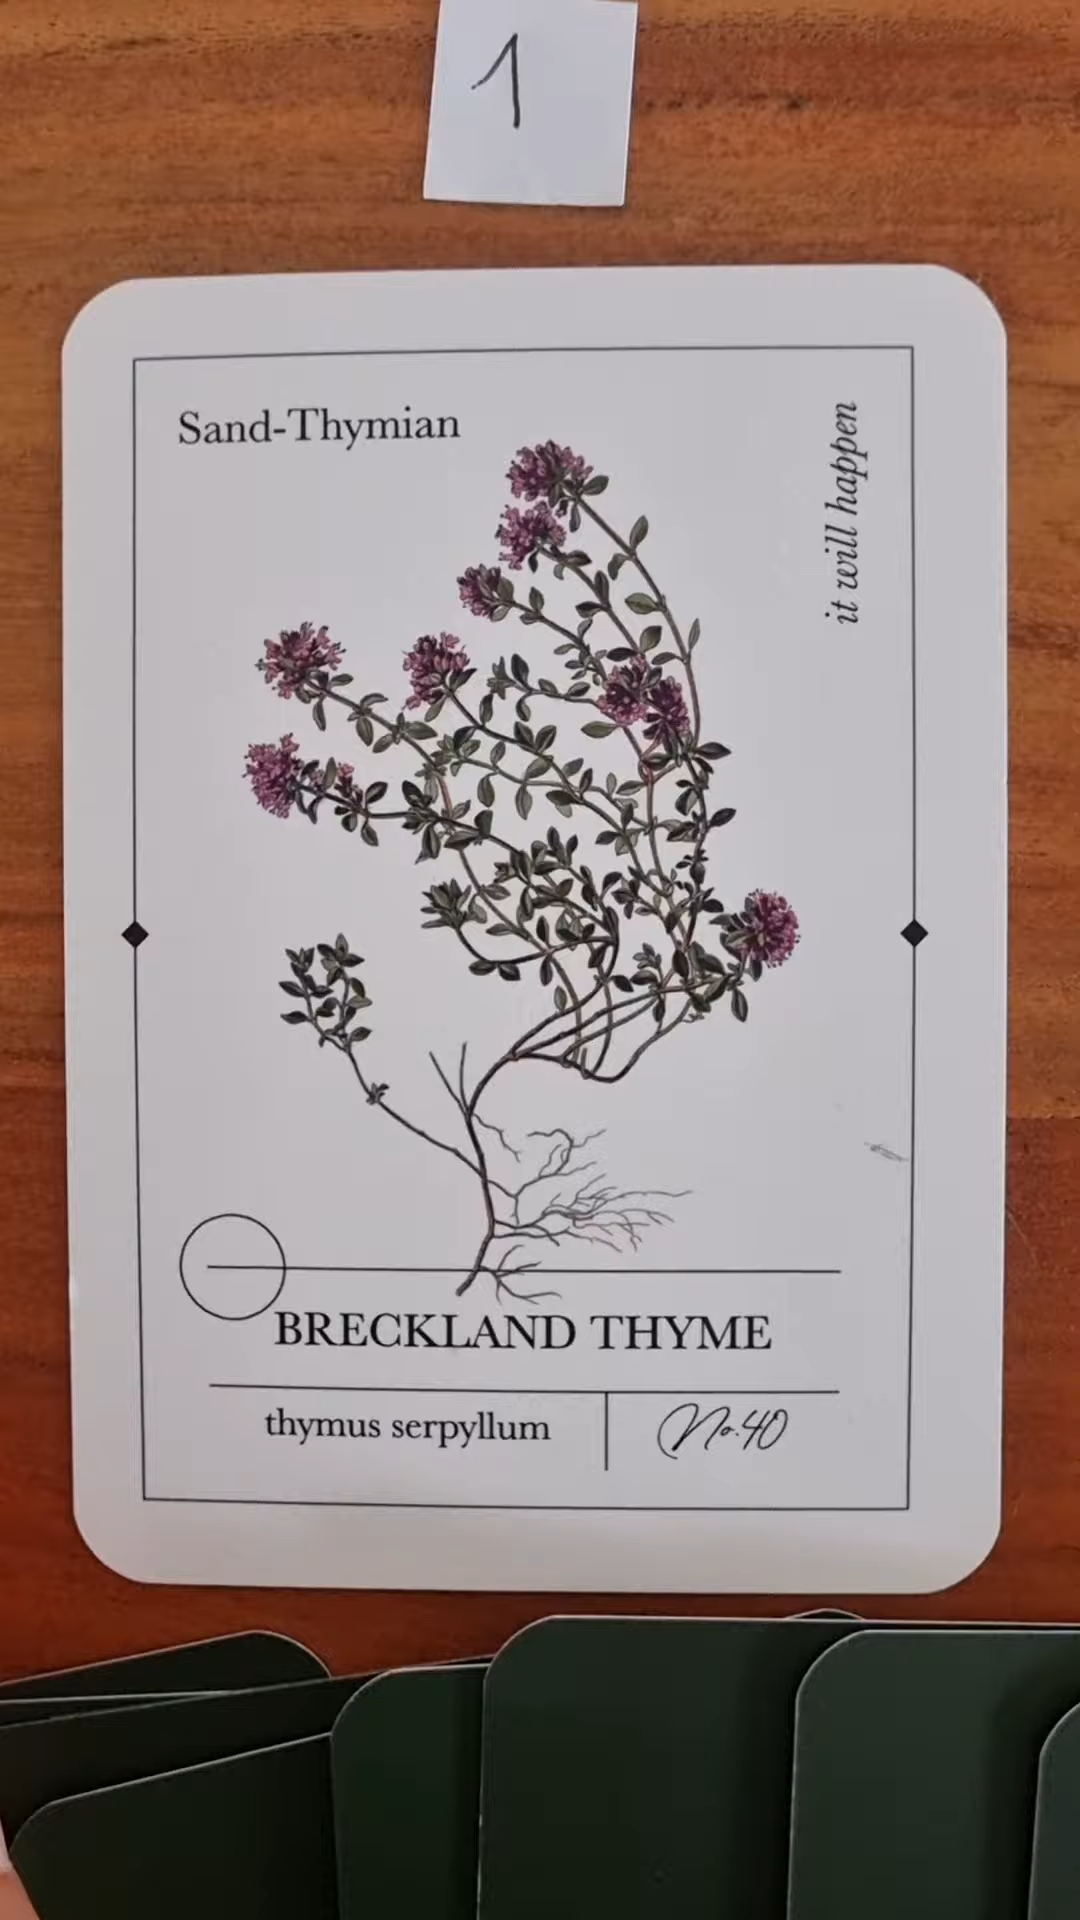 1
Sand-Thymian
it will happen
BRECKLAND THYME
thymus serpyllum
No.40